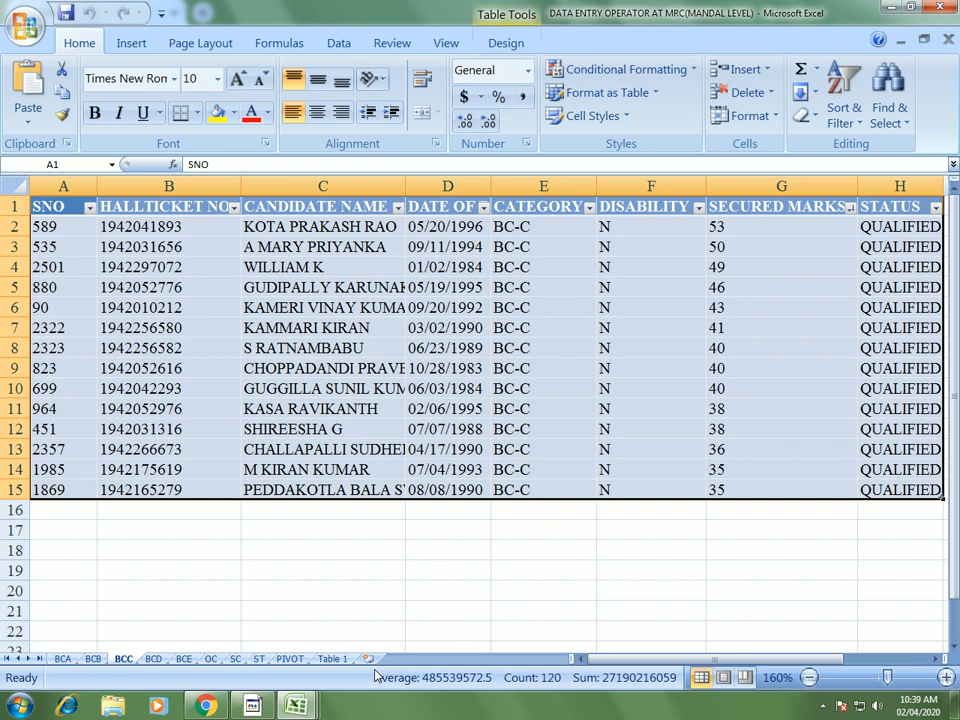 Table Tools DATA ENTRY OPERATOR AT MRC(MANDAL LEVEL) - Microsoft Excel
Home Insert Page Layout Formulas Data Review View Design
Times New Ron 10 General Conditional Formatting Insert Σ
Paste B I U A $ % , Format as Table Delete Sort & Find &
Cell Styles Format Filter Select
Clipboard Font Alignment Number Styles Cells Editing
A1 fx SNO
A B C D E F G H
1 SNO HALLTICKET NO CANDIDATE NAME DATE OF CATEGORY DISABILITY SECURED MARKS STATUS
2 589 1942041893 KOTA PRAKASH RAO 05/20/1996 BC-C N 53 QUALIFIED
3 535 1942031656 A MARY PRIYANKA 09/11/1994 BC-C N 50 QUALIFIED
4 2501 1942297072 WILLIAM K 01/02/1984 BC-C N 49 QUALIFIED
5 880 1942052776 GUDIPALLY KARUNAK 05/19/1995 BC-C N 46 QUALIFIED
6 90 1942010212 KAMERI VINAY KUMA 09/20/1992 BC-C N 43 QUALIFIED
7 2322 1942256580 KAMMARI KIRAN 03/02/1990 BC-C N 41 QUALIFIED
8 2323 1942256582 S RATNAMBABU 06/23/1989 BC-C N 40 QUALIFIED
9 823 1942052616 CHOPPADANDI PRAVE 10/28/1983 BC-C N 40 QUALIFIED
10 699 1942042293 GUGGILLA SUNIL KUM 06/03/1984 BC-C N 40 QUALIFIED
11 964 1942052976 KASA RAVIKANTH 02/06/1995 BC-C N 38 QUALIFIED
12 451 1942031316 SHIREESHA G 07/07/1988 BC-C N 38 QUALIFIED
13 2357 1942266673 CHALLAPALLI SUDHE 04/17/1990 BC-C N 36 QUALIFIED
14 1985 1942175619 M KIRAN KUMAR 07/04/1993 BC-C N 35 QUALIFIED
15 1869 1942165279 PEDDAKOTLA BALA S 08/08/1990 BC-C N 35 QUALIFIED
16
17
18
19
20
21
22
23
BCA BCB BCC BCD BCE OC SC ST PIVOT Table 1
Ready Average: 485539572.5 Count: 120 Sum: 27190216059 160%
10:39 AM
02/04/2020